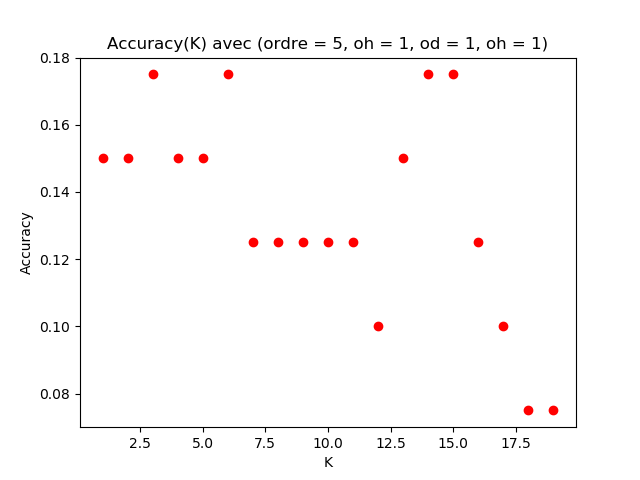 Accuracy(K) avec (ordre = 5, oh = 1, od = 1, oh = 1)
0.18
0.16
0.14
0.12
0.10
0.08
Accuracy
2.5 5.0 7.5 10.0 12.5 15.0 17.5
K